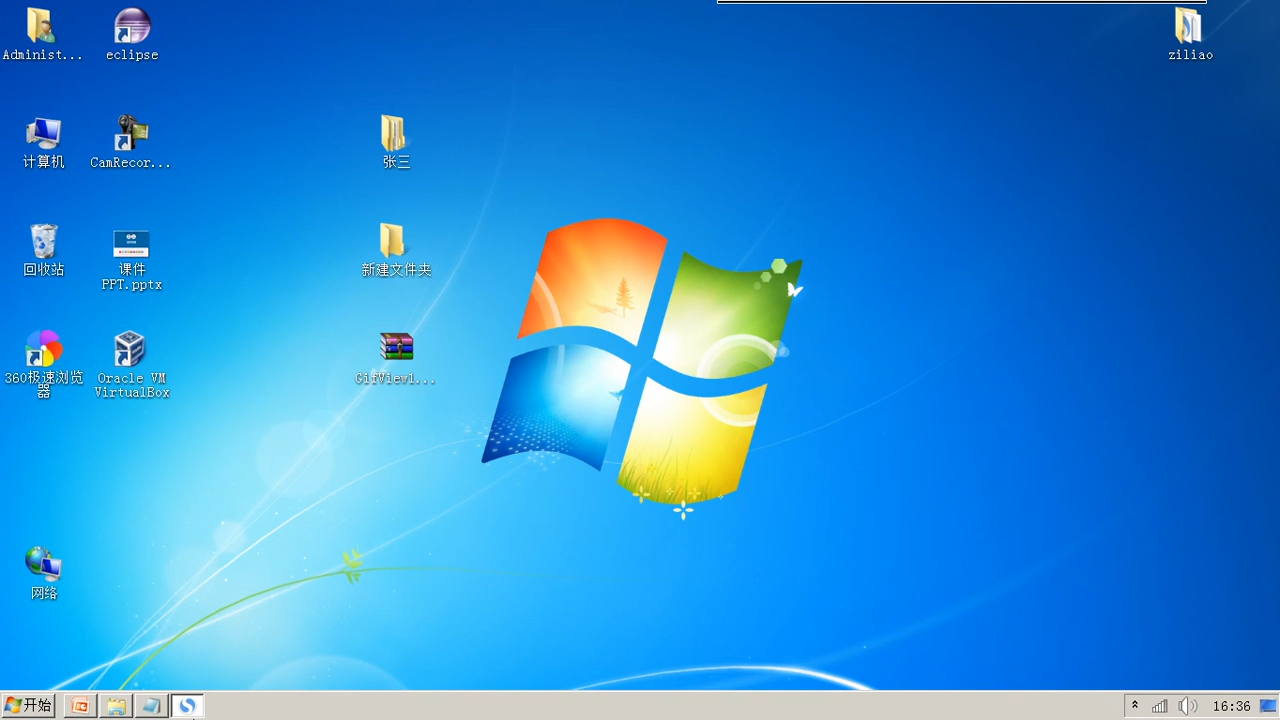 Administ...
eclipse
ziliao
计算机
CamRecor...
张三
回收站
课件
PPT.pptx
新建文件夹
360极速浏览
器
Oracle VM
VirtualBox
GifView1...
网络
开始
16:36